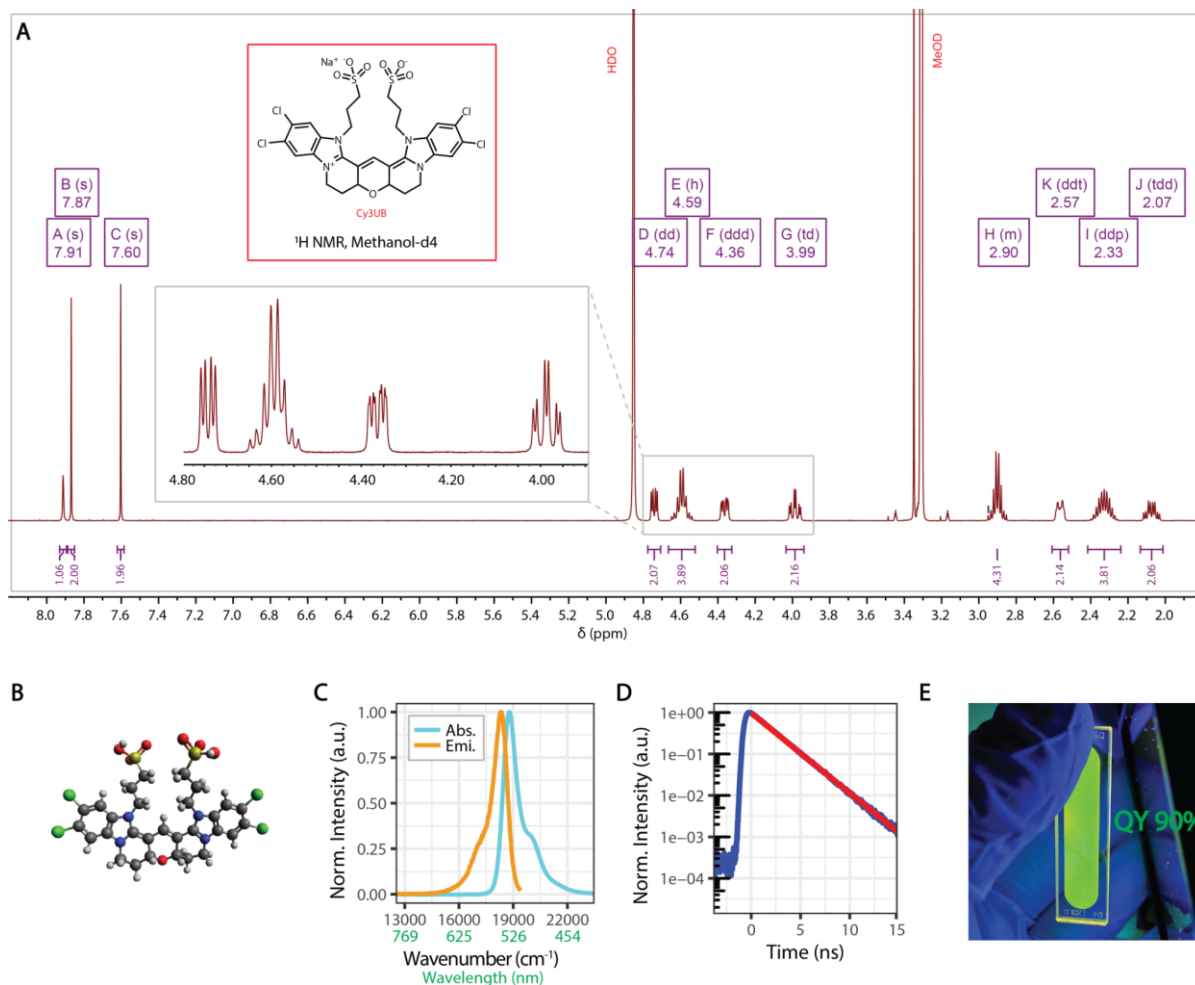 A
HDO
MeOD
Na⁺ ⁻O
O
S
O
O
O⁻
S
O
Cl
Cl
N
N⁺
N
N
Cl
Cl
O
Cy3UB
¹H NMR, Methanol-d4
B (s)
7.87
A (s)
7.91
C (s)
7.60
E (h)
4.59
D (dd)
4.74
F (ddd)
4.36
G (td)
3.99
K (ddt)
2.57
J (tdd)
2.07
H (m)
2.90
I (ddp)
2.33
4.80 4.60 4.40 4.20 4.00
1.06
2.00
1.96
2.07
3.89
2.06
2.16
4.31
2.14
3.81
2.06
8.0 7.8 7.6 7.4 7.2 7.0 6.8 6.6 6.4 6.2 6.0 5.8 5.6 5.4 5.2 5.0 4.8 4.6 4.4 4.2 4.0 3.8 3.6 3.4 3.2 3.0 2.8 2.6 2.4 2.2 2.0
δ (ppm)
B
C
Norm. Intensity (a.u.)
1.00
0.75
0.50
0.25
0.00
Abs.
Emi.
13000 16000 19000 22000
769 625 526 454
Wavenumber (cm⁻¹)
Wavelength (nm)
D
Norm. Intensity (a.u.)
1e+00
1e−01
1e−02
1e−03
1e−04
0 5 10 15
Time (ns)
E
QY 90%